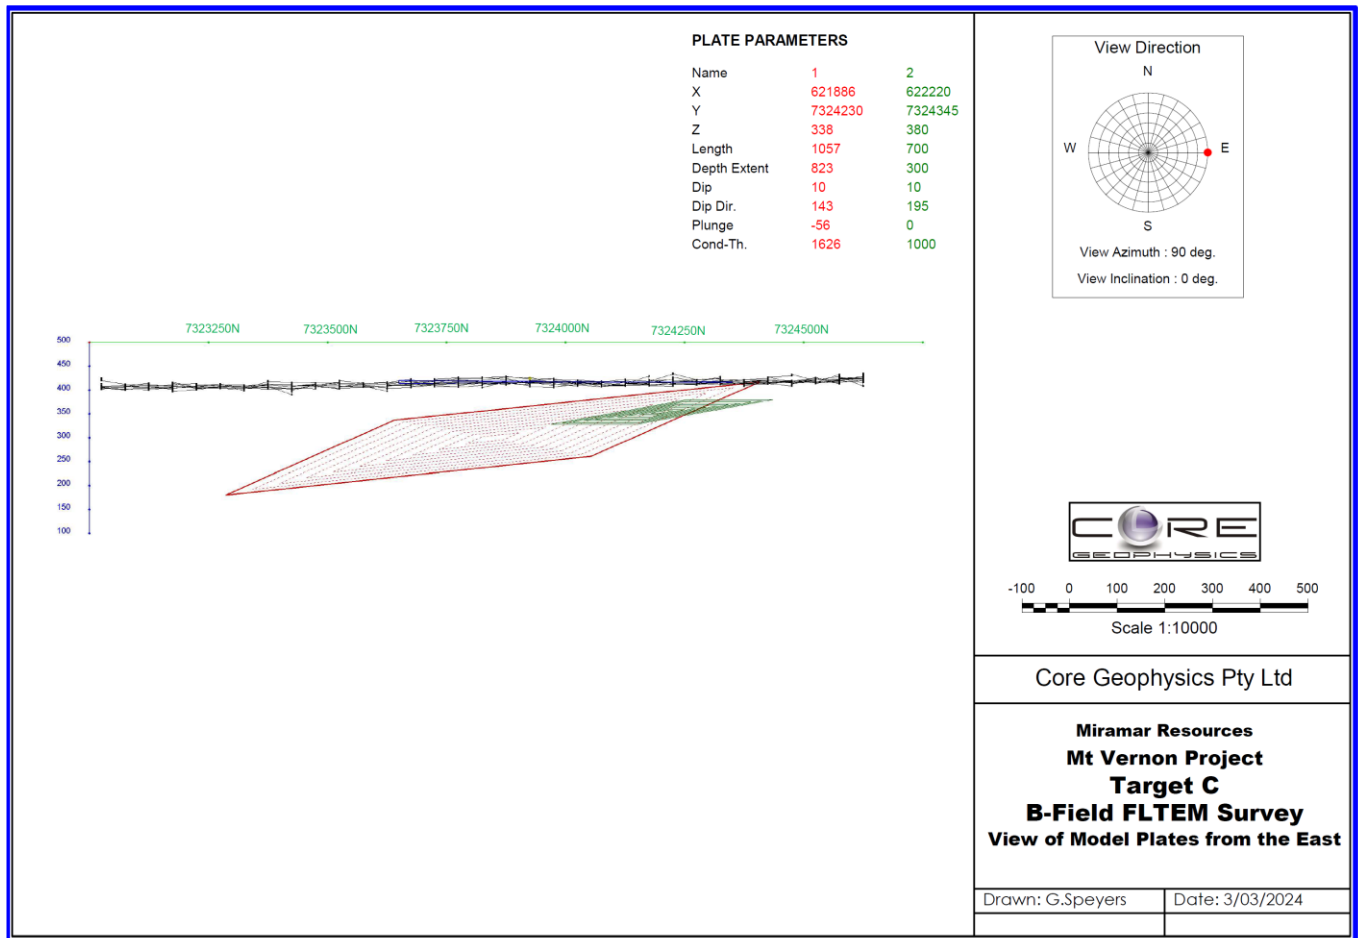 PLATE PARAMETERS
Name 1 2
X 621886 622220
Y 7324230 7324345
Z 338 380
Length 1057 700
Depth Extent 823 300
Dip 10 10
Dip Dir. 143 195
Plunge -56 0
Cond-Th. 1626 1000
7323250N 7323500N 7323750N 7324000N 7324250N 7324500N
500
450
400
350
300
250
200
150
100
View Direction
N
W E
S
View Azimuth : 90 deg.
View Inclination : 0 deg.
CORE
GEOPHYSICS
-100 0 100 200 300 400 500
Scale 1:10000
Core Geophysics Pty Ltd
Miramar Resources
Mt Vernon Project
Target C
B-Field FLTEM Survey
View of Model Plates from the East
Drawn: G.Speyers Date: 3/03/2024